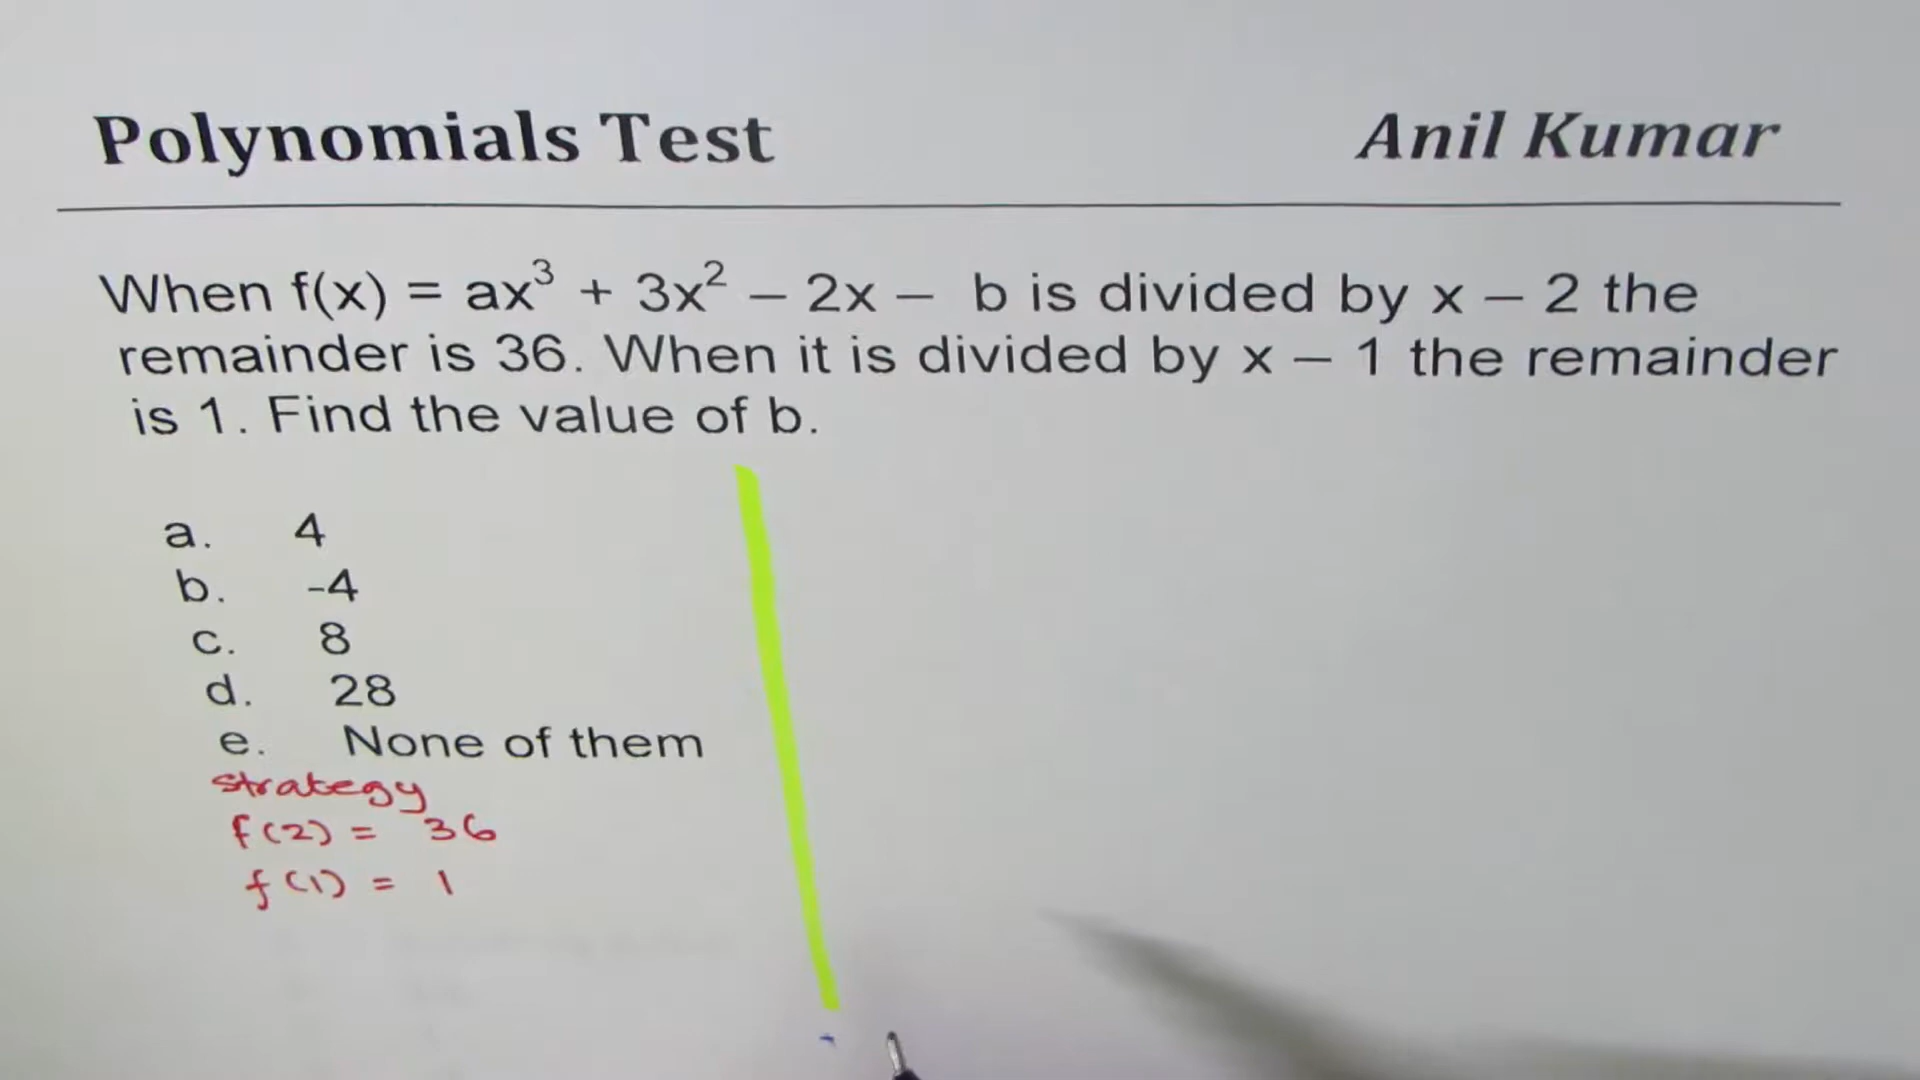 Polynomials Test Anil Kumar
When f(x) = ax³ + 3x² – 2x – b is divided by x – 2 the
remainder is 36. When it is divided by x – 1 the remainder
is 1. Find the value of b.
a. 4
b. -4
c. 8
d. 28
e. None of them
strategy
f(2) = 36
f(1) = 1